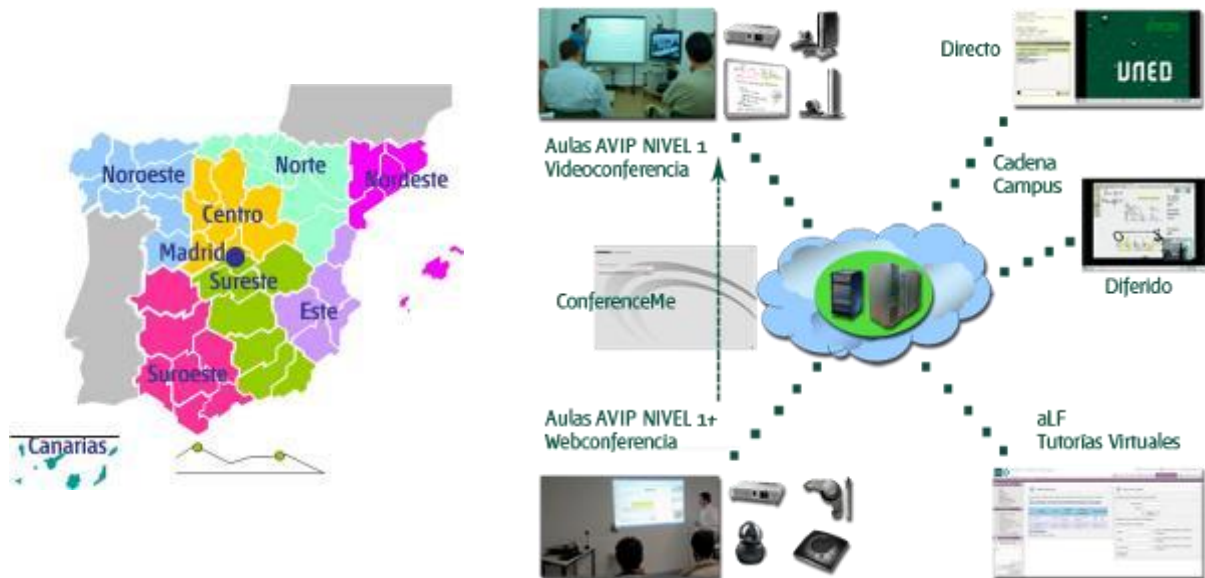 Noroeste
Norte
Nordeste
Centro
Madrid
Sureste
Este
Suroeste
Canarias
Directo
UNED
Aulas AVIP NIVEL 1
Videoconferencia
Cadena
Campus
ConferenceMe
Diferido
Aulas AVIP NIVEL 1+
Webconferencia
aLF
Tutorías Virtuales